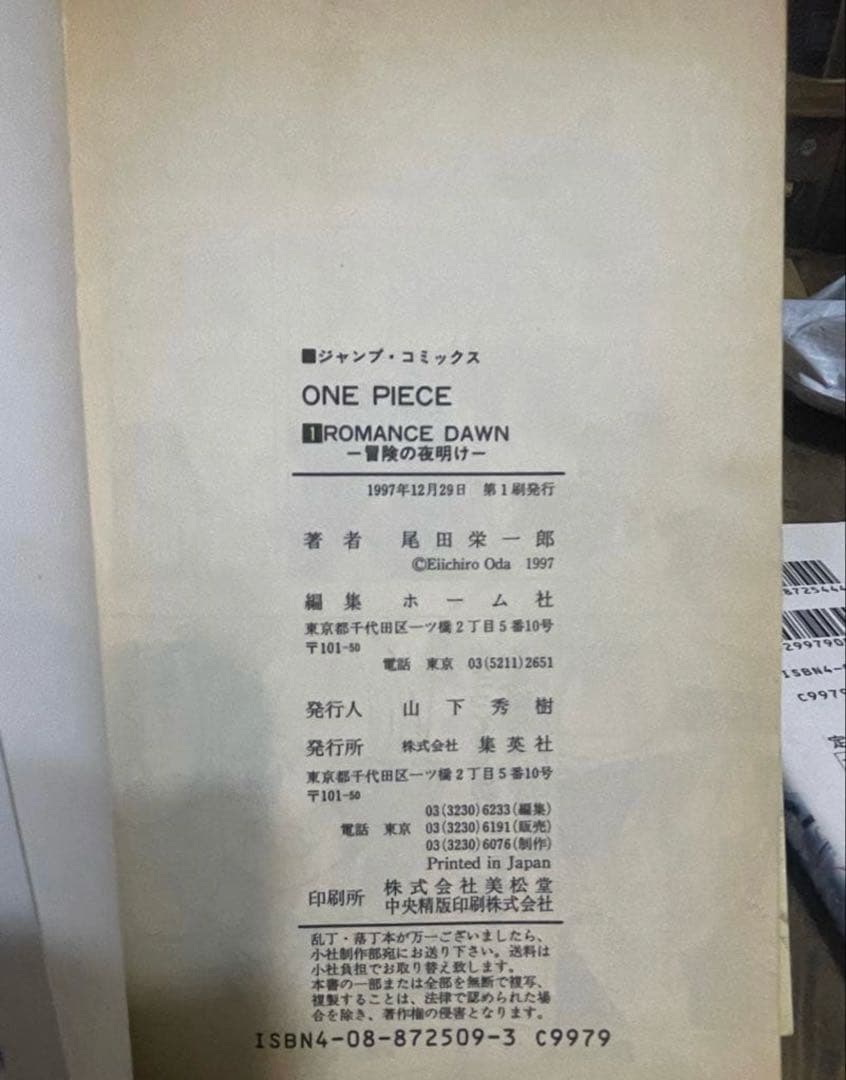 ■ジャンプ・コミックス
ONE PIECE
1 ROMANCE DAWN
―冒険の夜明け―
1997年12月29日 第1刷発行
著者 尾田栄一郎
©Eiichiro Oda 1997
編集 ホーム社
東京都千代田区一ツ橋2丁目5番10号
〒101-50
電話 東京 03(5211)2651
発行人 山下秀樹
発行所 株式会社 集英社
東京都千代田区一ツ橋2丁目5番10号
〒101-50
03(3230)6233(編集)
電話 東京 03(3230)6191(販売)
03(3230)6076(制作)
Printed in Japan
印刷所 株式会社美松堂
中央精版印刷株式会社
乱丁・落丁本が万一ございましたら、
小社制作部宛にお送り下さい。送料は
小社負担でお取り替え致します。
本書の一部または全部を無断で複写、
複製することは、法律で認められた場
合を除き、著作権の侵害となります。
ISBN4-08-872509-3 C9979
8725444
ISBN4-
C9979
定